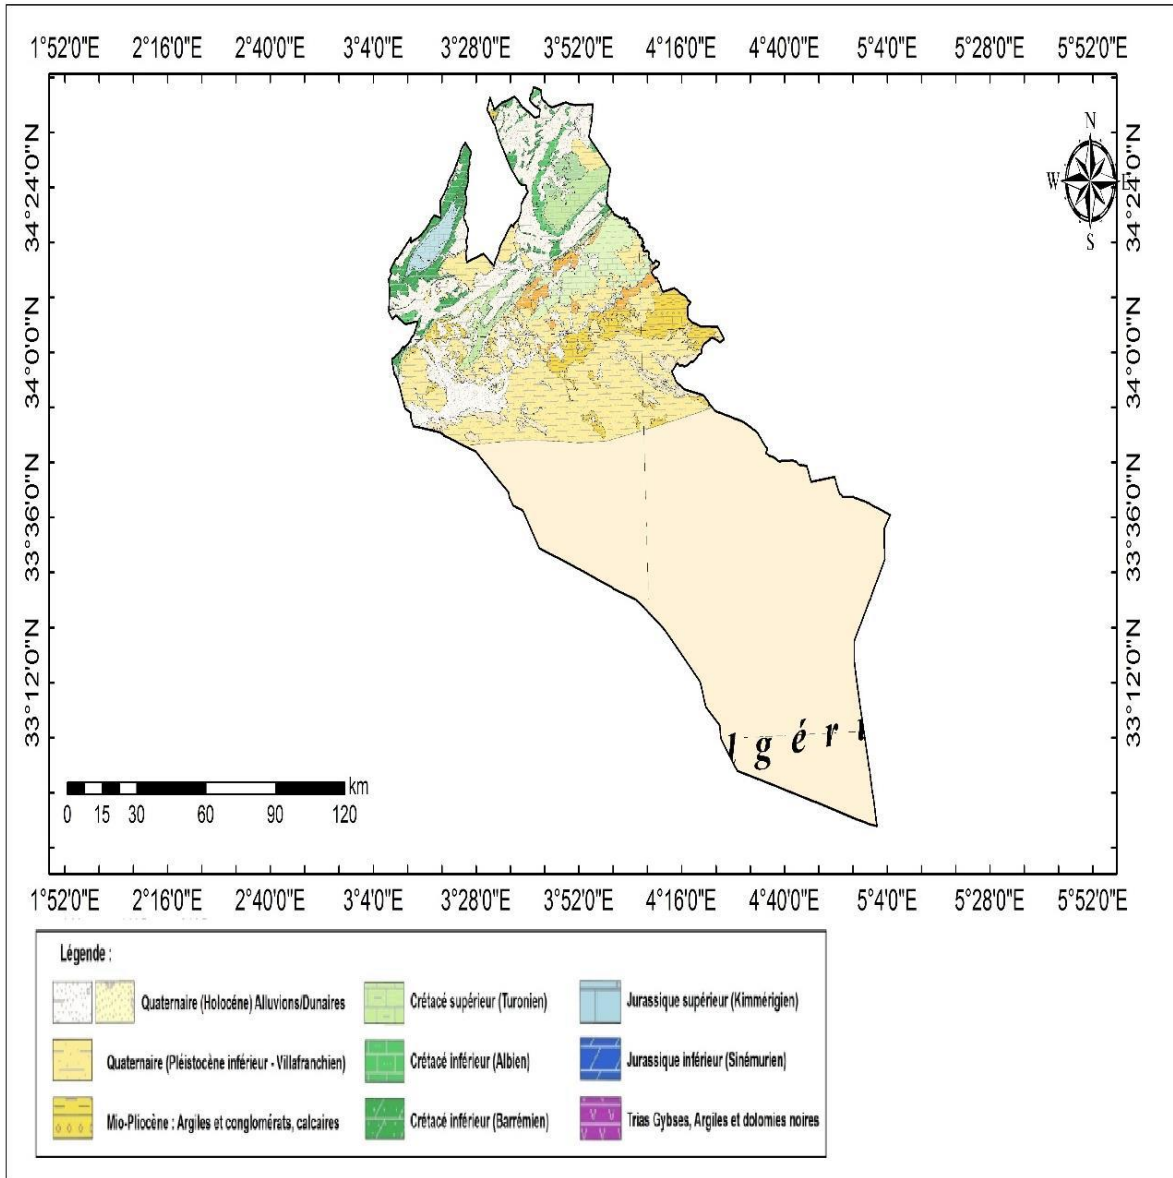 1°52'0"E 2°16'0"E 2°40'0"E 3°4'0"E 3°28'0"E 3°52'0"E 4°16'0"E 4°40'0"E 5°4'0"E 5°28'0"E 5°52'0"E
34°24'0"N
34°0'0"N
33°36'0"N
33°12'0"N
N
W E
S
34°24'0"N
34°0'0"N
33°36'0"N
33°12'0"N
lgéri
km
0 15 30 60 90 120
1°52'0"E 2°16'0"E 2°40'0"E 3°4'0"E 3°28'0"E 3°52'0"E 4°16'0"E 4°40'0"E 5°4'0"E 5°28'0"E 5°52'0"E
Légende :
Quaternaire (Holocéne) Alluvions/Dunaires
Quaternaire (Pléistocène inférieur - Villafranchien)
Mio-Pliocène : Argiles et conglomérats, calcaires
Crétacé supérieur (Turonien)
Crétacé inférieur (Albien)
Crétacé inférieur (Barrémien)
Jurassique supérieur (Kimmérigien)
Jurassique inférieur (Sinémurien)
Trias Gybses, Argiles et dolomies noires